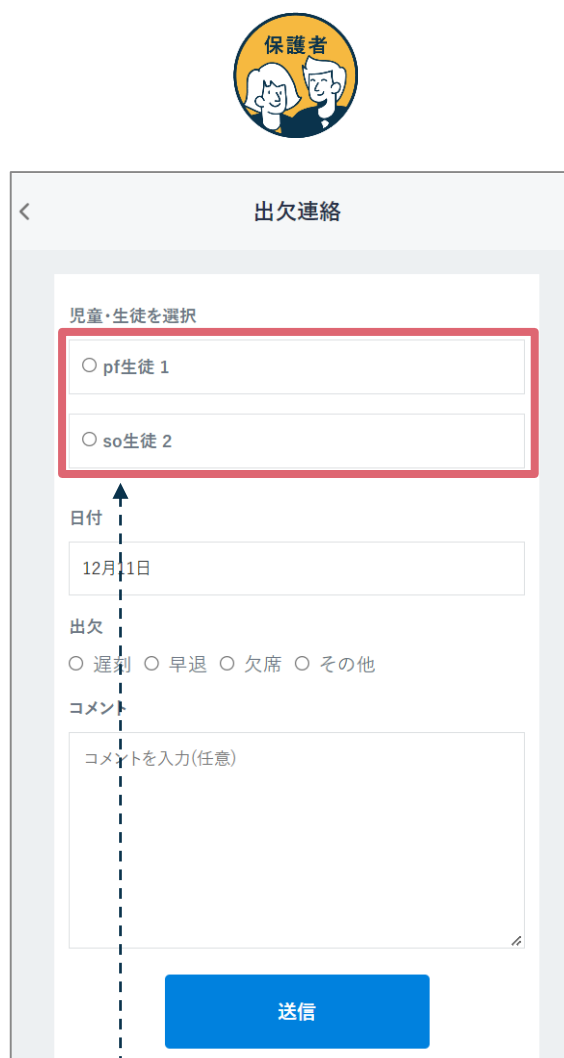 保護者
出欠連絡
児童・生徒を選択
pf生徒 1
so生徒 2
日付
12月11日
出欠
遅刻 早退 欠席 その他
コメント
コメントを入力(任意)
送信